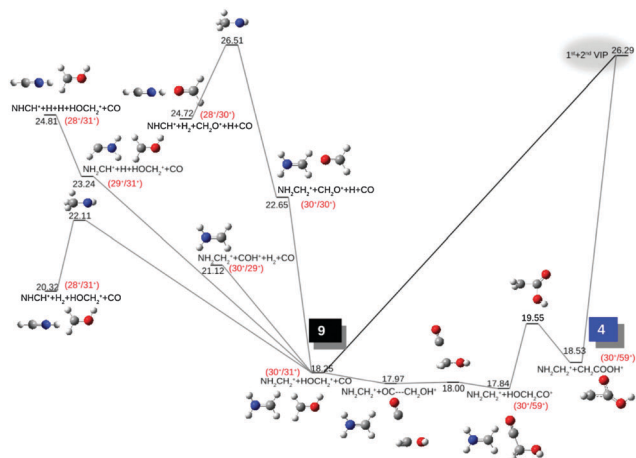 26.51
1ˢᵗ+2ⁿᵈ VIP
26.29
24.72
(28⁺/30⁺)
NHCH⁺+H₂+CH₂O⁺+H+CO
NHCH⁺+H+H+HOCH₂⁺+CO
24.81
(28⁺/31⁺)
NH₂CH⁺+H+HOCH₂⁺+CO
23.24
(29⁺/31⁺)
22.65
NH₂CH₂⁺+CH₂O⁺+H+CO
(30⁺/30⁺)
22.11
NH₂CH₂⁺+COH⁺+H₂+CO
21.12
(30⁺/29⁺)
20.32
(28⁺/31⁺)
NHCH⁺+H₂+HOCH₂⁺+CO
9
4
19.55
18.53
(30⁺/59⁺)
NH₂CH₂⁺+CH₂COOH⁺
(30⁺/31⁺)
18.25
NH₂CH₂⁺+HOCH₂⁺+CO
17.97
NH₂CH₂⁺+OC---CH₂OH⁺
18.00
17.84
NH₂CH₂⁺+HOCH₂CO⁺
(30⁺/59⁺)